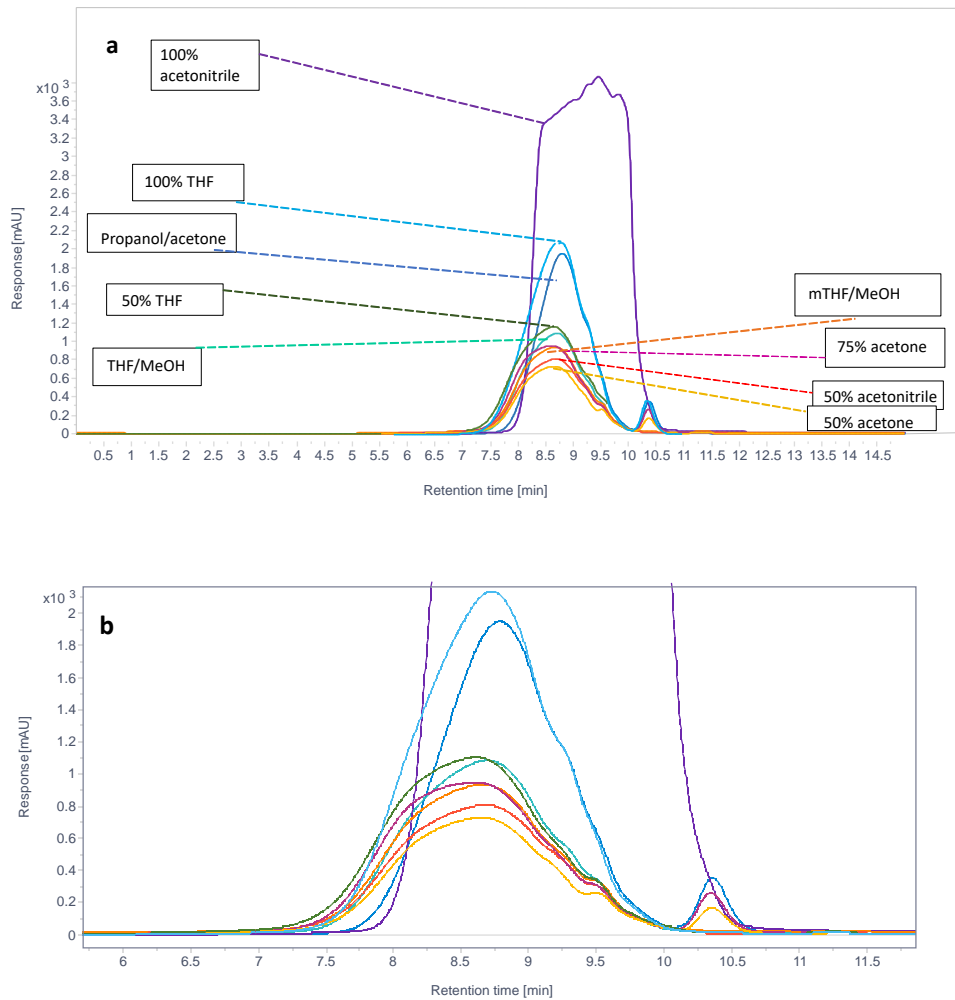 a
100%
acetonitrile
x10 3
3.6
3.4
3.2
3
2.8
2.6
2.4
2.2
2
1.8
1.6
1.4
1.2
1
0.8
0.6
0.4
0.2
0
Response[mAU]
100% THF
Propanol/acetone
50% THF
THF/MeOH
mTHF/MeOH
75% acetone
50% acetonitrile
50% acetone
0.5 1 1.5 2 2.5 3 3.5 4 4.5 5 5.5 6 6.5 7 7.5 8 8.5 9 9.5 10 10.5 11 11.5 12 12.5 13 13.5 14 14.5
Retention time [min]
b
x10 3
2
1.8
1.6
1.4
1.2
1
0.8
0.6
0.4
0.2
0
Response[mAU]
6 6.5 7 7.5 8 8.5 9 9.5 10 10.5 11 11.5
Retention time [min]